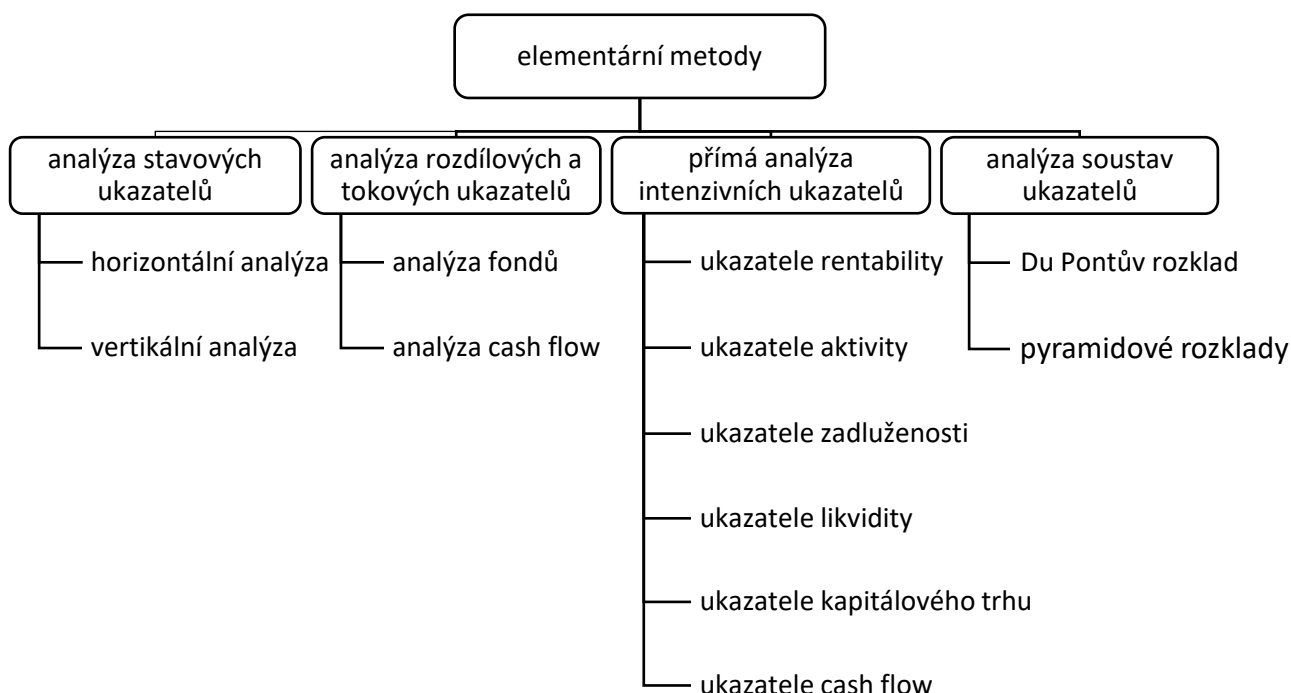 elementární metody
analýza stavových
ukazatelů
horizontální analýza
vertikální analýza
analýza rozdílových a
tokových ukazatelů
analýza fondů
analýza cash flow
přímá analýza
intenzivních ukazatelů
ukazatele rentability
ukazatele aktivity
ukazatele zadluženosti
ukazatele likvidity
ukazatele kapitálového trhu
ukazatele cash flow
analýza soustav
ukazatelů
Du Pontův rozklad
pyramidové rozklady